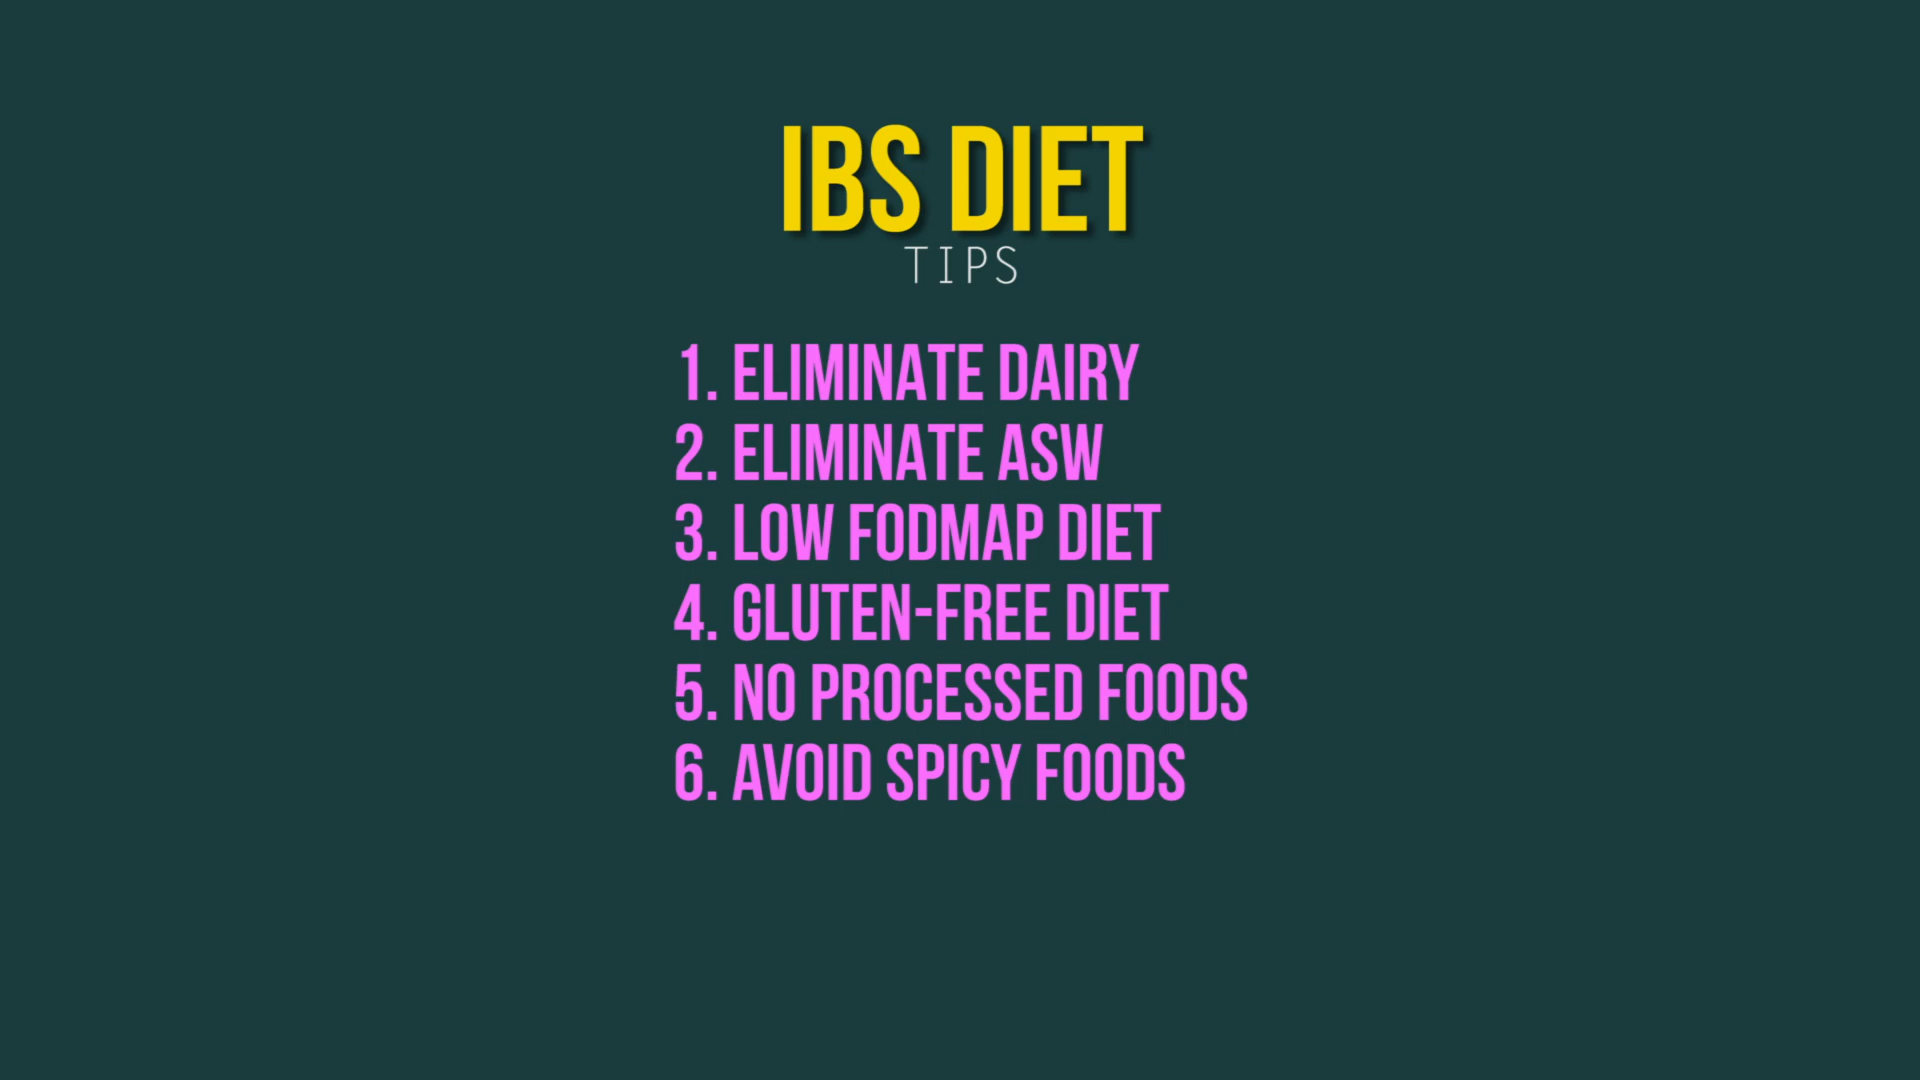 IBS DIET
TIPS
1. ELIMINATE DAIRY
2. ELIMINATE ASW
3. LOW FODMAP DIET
4. GLUTEN-FREE DIET
5. NO PROCESSED FOODS
6. AVOID SPICY FOODS